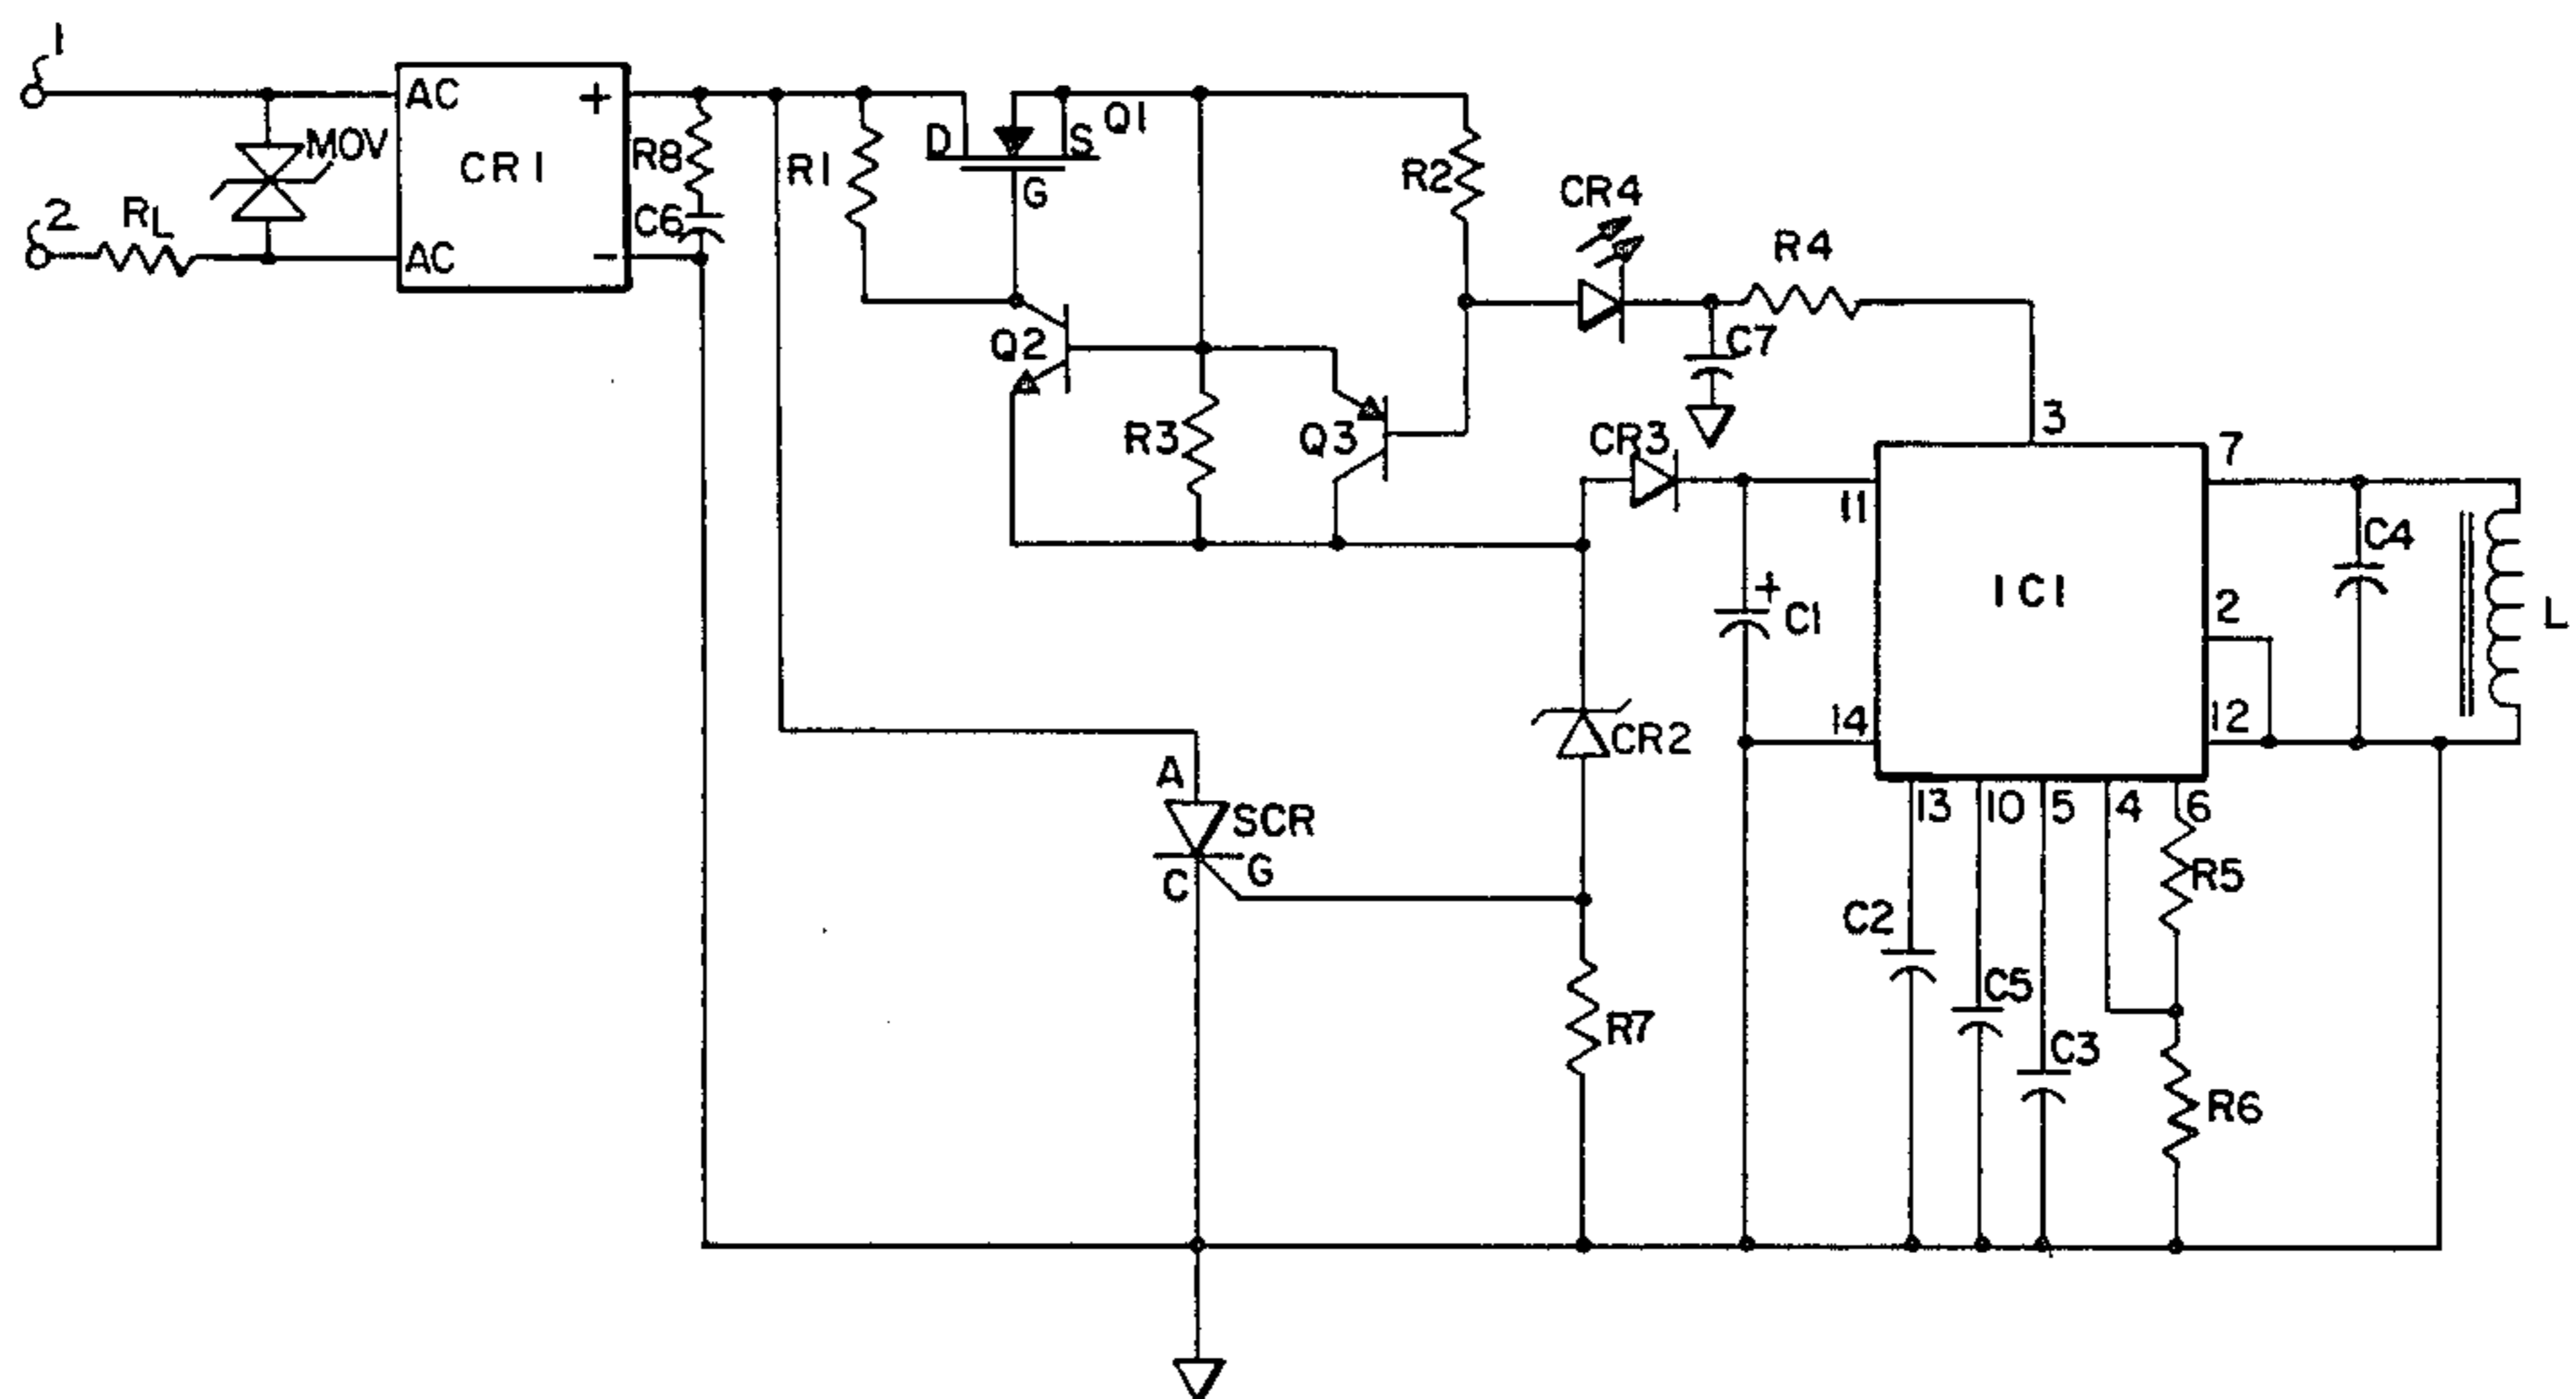 1
AC
+
MOV
CR1
R8
R1
D
S
Q1
G
R2
CR4
2
RL
AC
−
C6
R4
Q2
C7
R3
Q3
CR3
3
7
11
C4
+
C1
IC1
2
L
14
12
CR2
A
SCR
13
10
5
4
6
C
G
R5
C2
C5
R7
C3
R6